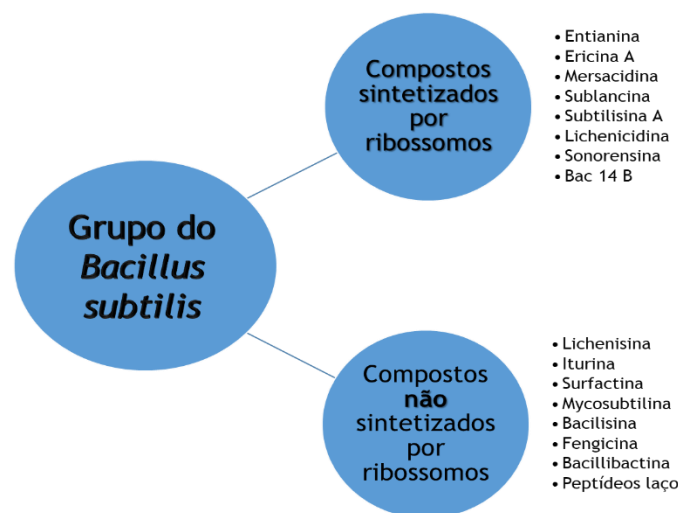 Grupo do
Bacillus
subtilis
Compostos
sintetizados
por
ribossomos
• Entianina
• Ericina A
• Mersacidina
• Sublancina
• Subtilisina A
• Lichenicidina
• Sonorensina
• Bac 14 B
Compostos
não
sintetizados
por
ribossomos
• Lichenisina
• Iturina
• Surfactina
• Mycosubtilina
• Bacilisina
• Fengicina
• Bacillibactina
• Peptídeos laço